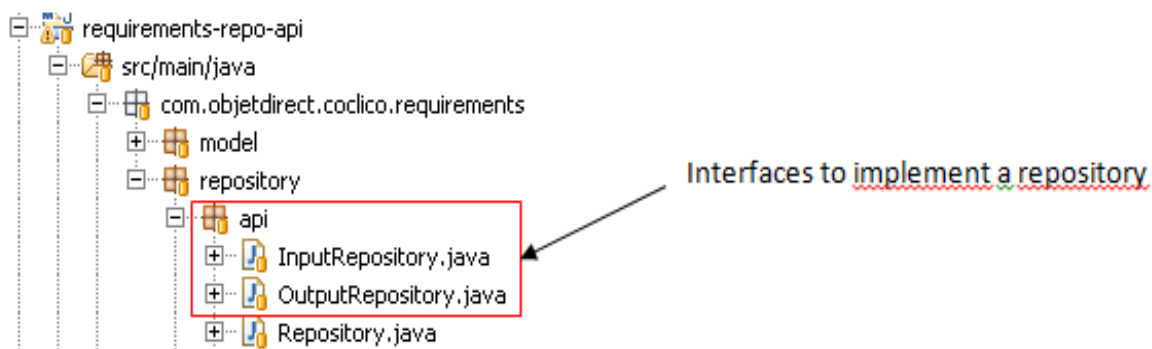 requirements-repo-api
src/main/java
com.objetdirect.coclico.requirements
model
repository
Interfaces to implement a repository
api
InputRepository.java
OutputRepository.java
Repository.java